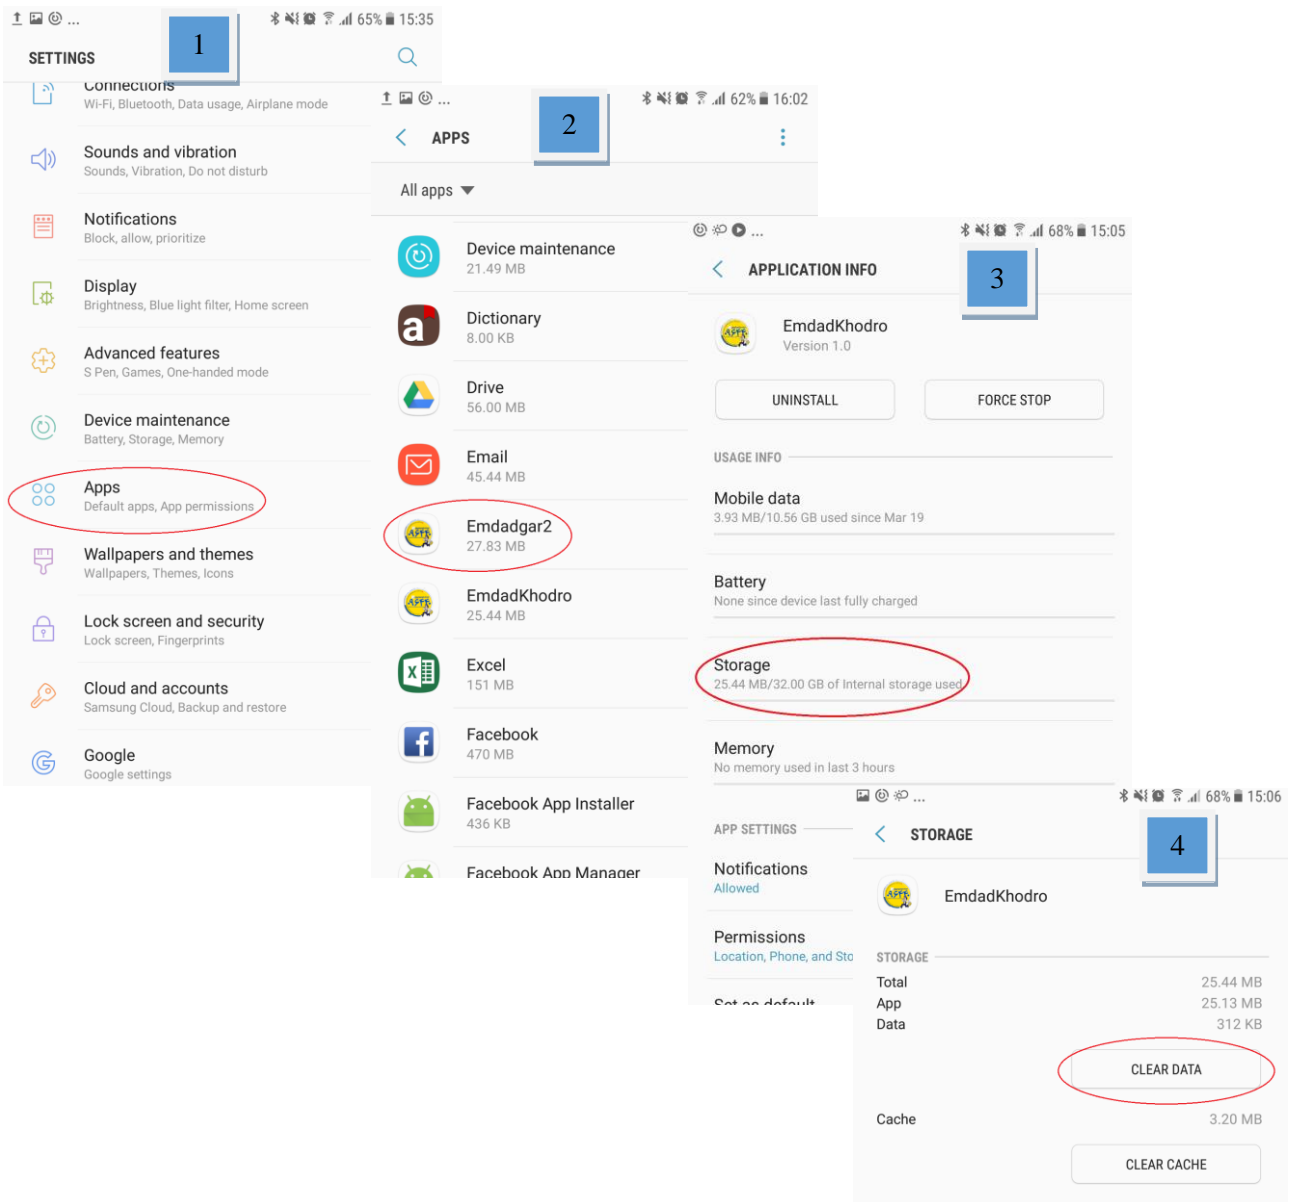 ... 65% 15:35
1
SETTINGS
Connections
Wi-Fi, Bluetooth, Data usage, Airplane mode
Sounds and vibration
Sounds, Vibration, Do not disturb
Notifications
Block, allow, prioritize
Display
Brightness, Blue light filter, Home screen
Advanced features
S Pen, Games, One-handed mode
Device maintenance
Battery, Storage, Memory
Apps
Default apps, App permissions
Wallpapers and themes
Wallpapers, Themes, Icons
Lock screen and security
Lock screen, Fingerprints
Cloud and accounts
Samsung Cloud, Backup and restore
Google
Google settings
... 62% 16:02
2
APPS
All apps
Device maintenance
21.49 MB
Dictionary
8.00 KB
Drive
56.00 MB
Email
45.44 MB
Emdadgar2
27.83 MB
EmdadKhodro
25.44 MB
Excel
151 MB
Facebook
470 MB
Facebook App Installer
436 KB
Facebook App Manager
... 68% 15:05
3
APPLICATION INFO
EmdadKhodro
Version 1.0
UNINSTALL
FORCE STOP
USAGE INFO
Mobile data
3.93 MB/10.56 GB used since Mar 19
Battery
None since device last fully charged
Storage
25.44 MB/32.00 GB of Internal storage used
Memory
No memory used in last 3 hours
APP SETTINGS
Notifications
Allowed
Permissions
Location, Phone, and Sto
Set as default
... 68% 15:06
4
STORAGE
EmdadKhodro
STORAGE
Total 25.44 MB
App 25.13 MB
Data 312 KB
CLEAR DATA
Cache 3.20 MB
CLEAR CACHE